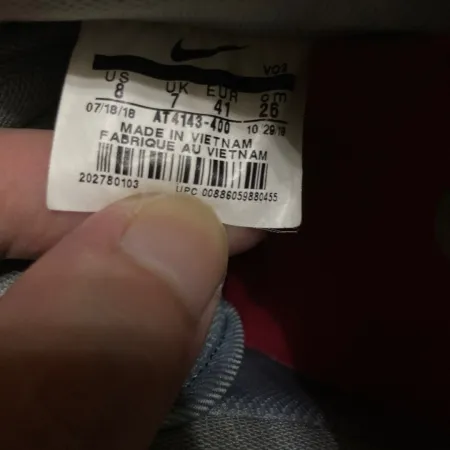 VO3
US UK EUR cm
8 7 41 26
07/18/18 AT4143-400 10 29 18
MADE IN VIETNAM
FABRIQUE AU VIETNAM
202780103 UPC 00886059880455